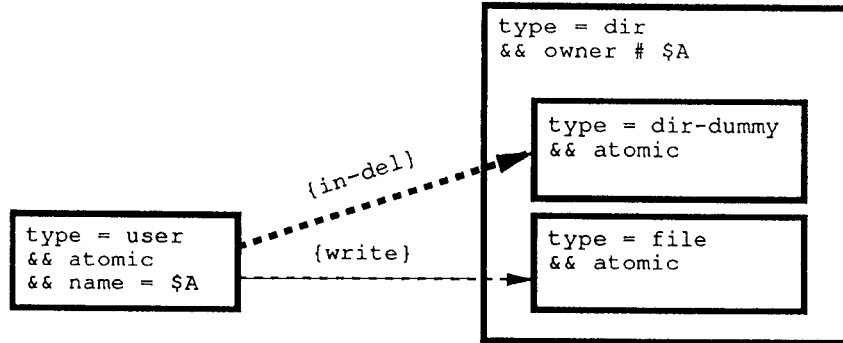 type = dir
&& owner # $A
type = dir-dummy
&& atomic
{in-del}
type = user
&& atomic
&& name = $A
{write}
type = file
&& atomic